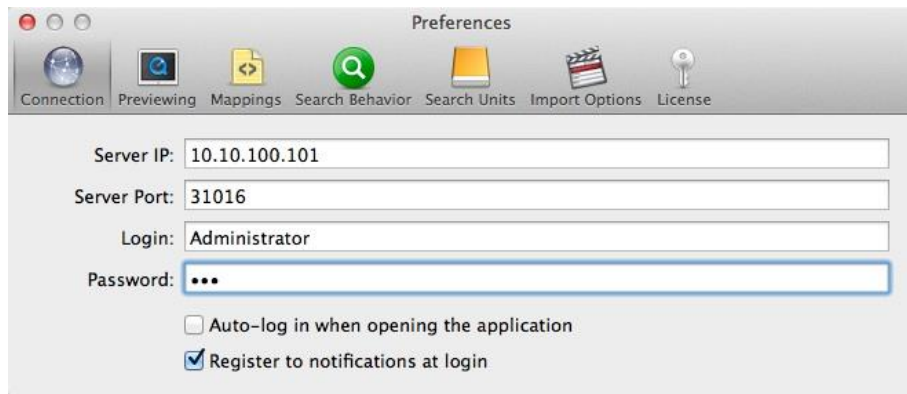 Preferences
Connection Previewing Mappings Search Behavior Search Units Import Options License
Server IP: 10.10.100.101
Server Port: 31016
Login: Administrator
Password: •••
Auto-log in when opening the application
Register to notifications at login